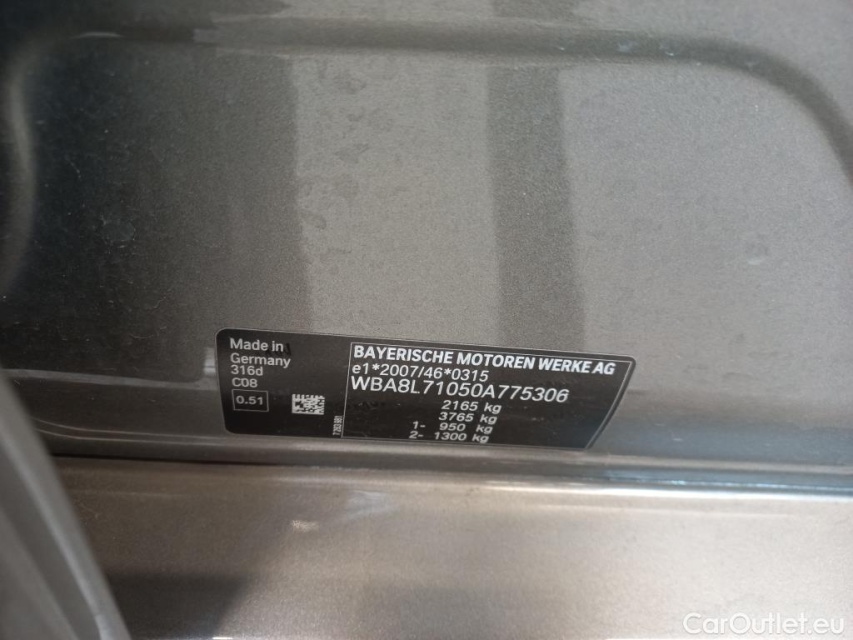 Made in
Germany
316d
C08
0.51
BAYERISCHE MOTOREN WERKE AG
e1*2007/46*0315
WBA8L71050A775306
2165 kg
3765 kg
1- 950 kg
2- 1300 kg
CarOutlet.eu